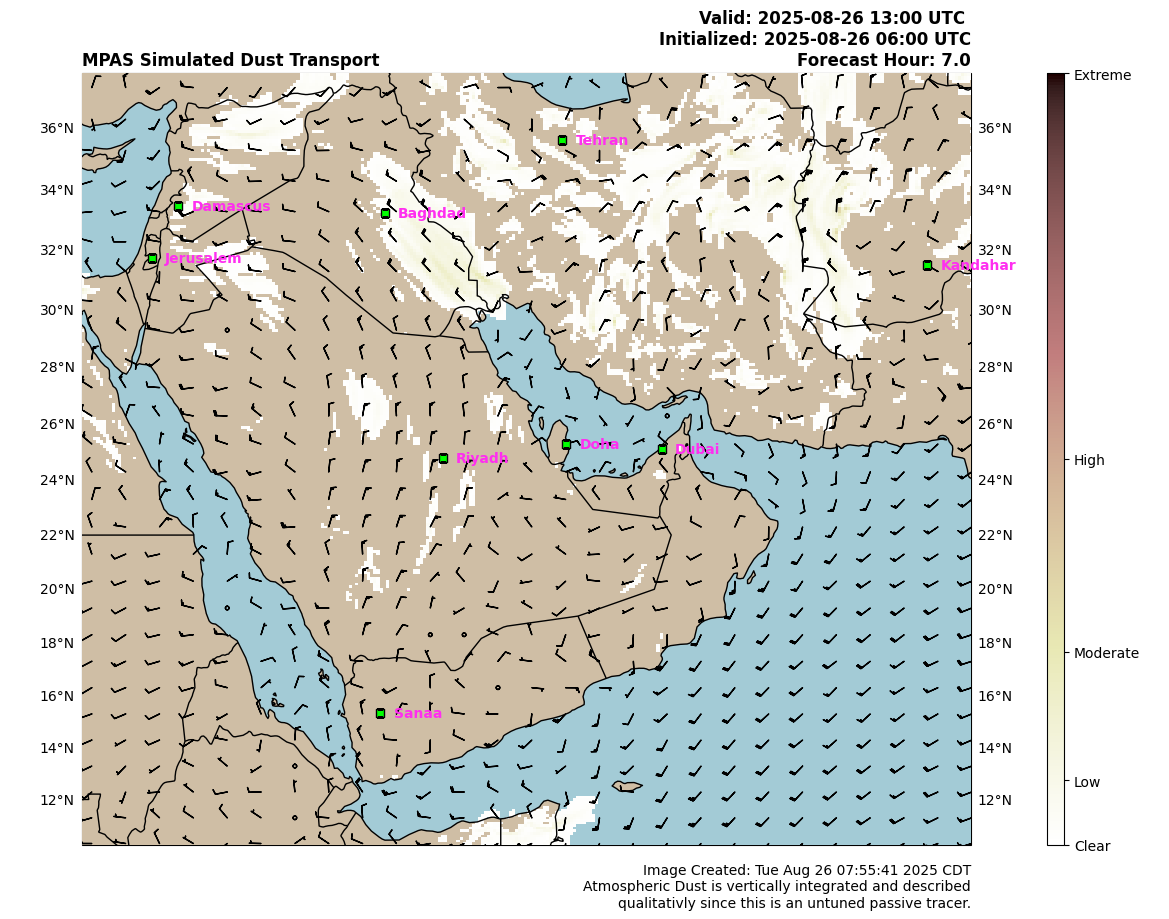 Valid: 2025-08-26 13:00 UTC
Initialized: 2025-08-26 06:00 UTC
MPAS Simulated Dust Transport Forecast Hour: 7.0
Extreme
36°N 36°N
Tehran
34°N 34°N
Damascus
Baghdad
32°N 32°N
Jerusalem
Kandahar
30°N 30°N
28°N 28°N
26°N 26°N
Doha
Dubai
Riyadh
High
24°N 24°N
22°N 22°N
20°N 20°N
18°N 18°N
Moderate
16°N 16°N
Sanaa
14°N 14°N
Low
12°N 12°N
Clear
Image Created: Tue Aug 26 07:55:41 2025 CDT
Atmospheric Dust is vertically integrated and described
qualitativly since this is an untuned passive tracer.